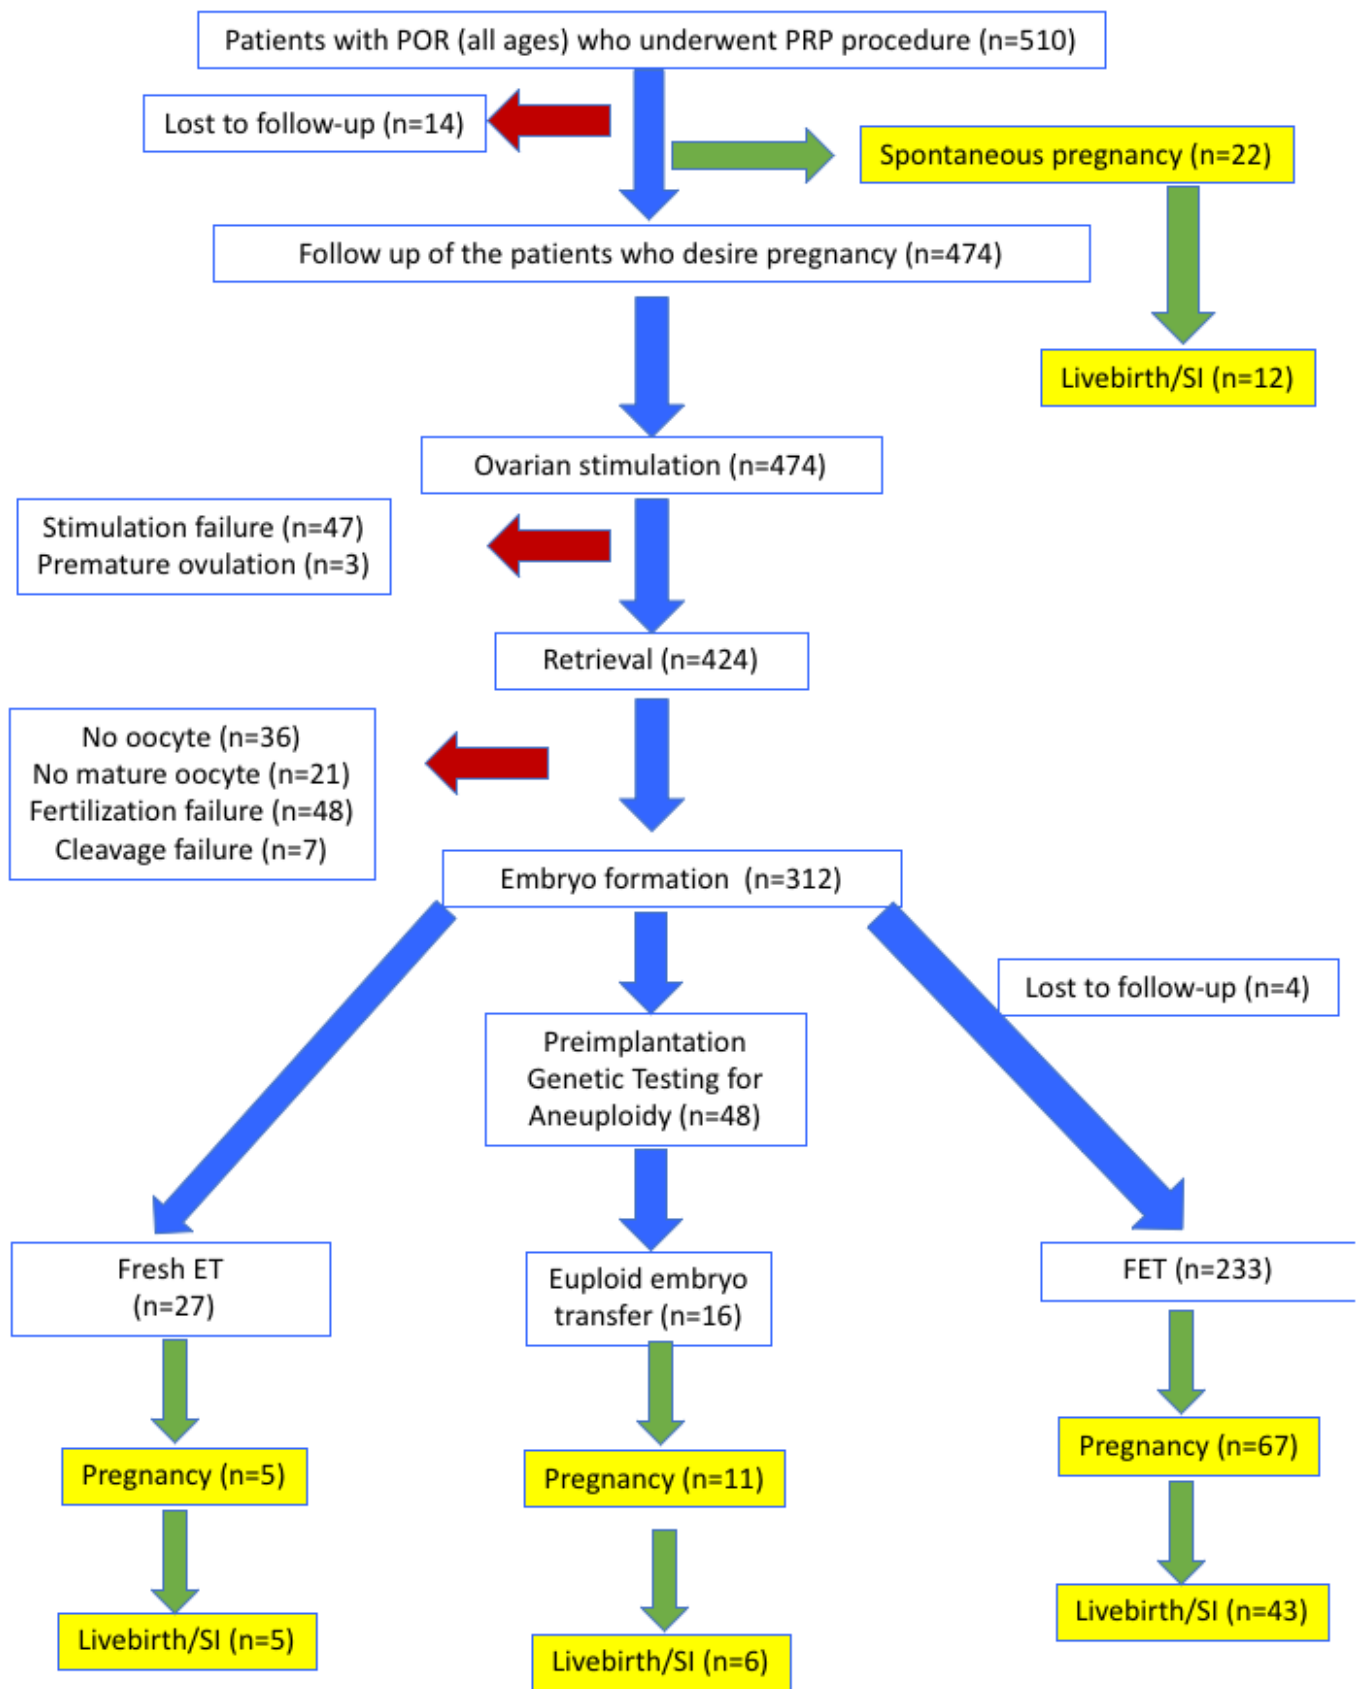 Patients with POR (all ages) who underwent PRP procedure (n=510)
Lost to follow-up (n=14)
Spontaneous pregnancy (n=22)
Follow up of the patients who desire pregnancy (n=474)
Livebirth/SI (n=12)
Ovarian stimulation (n=474)
Stimulation failure (n=47)
Premature ovulation (n=3)
Retrieval (n=424)
No oocyte (n=36)
No mature oocyte (n=21)
Fertilization failure (n=48)
Cleavage failure (n=7)
Embryo formation (n=312)
Lost to follow-up (n=4)
Preimplantation
Genetic Testing for
Aneuploidy (n=48)
Fresh ET
(n=27)
Euploid embryo
transfer (n=16)
FET (n=233)
Pregnancy (n=5)
Pregnancy (n=11)
Pregnancy (n=67)
Livebirth/SI (n=5)
Livebirth/SI (n=6)
Livebirth/SI (n=43)